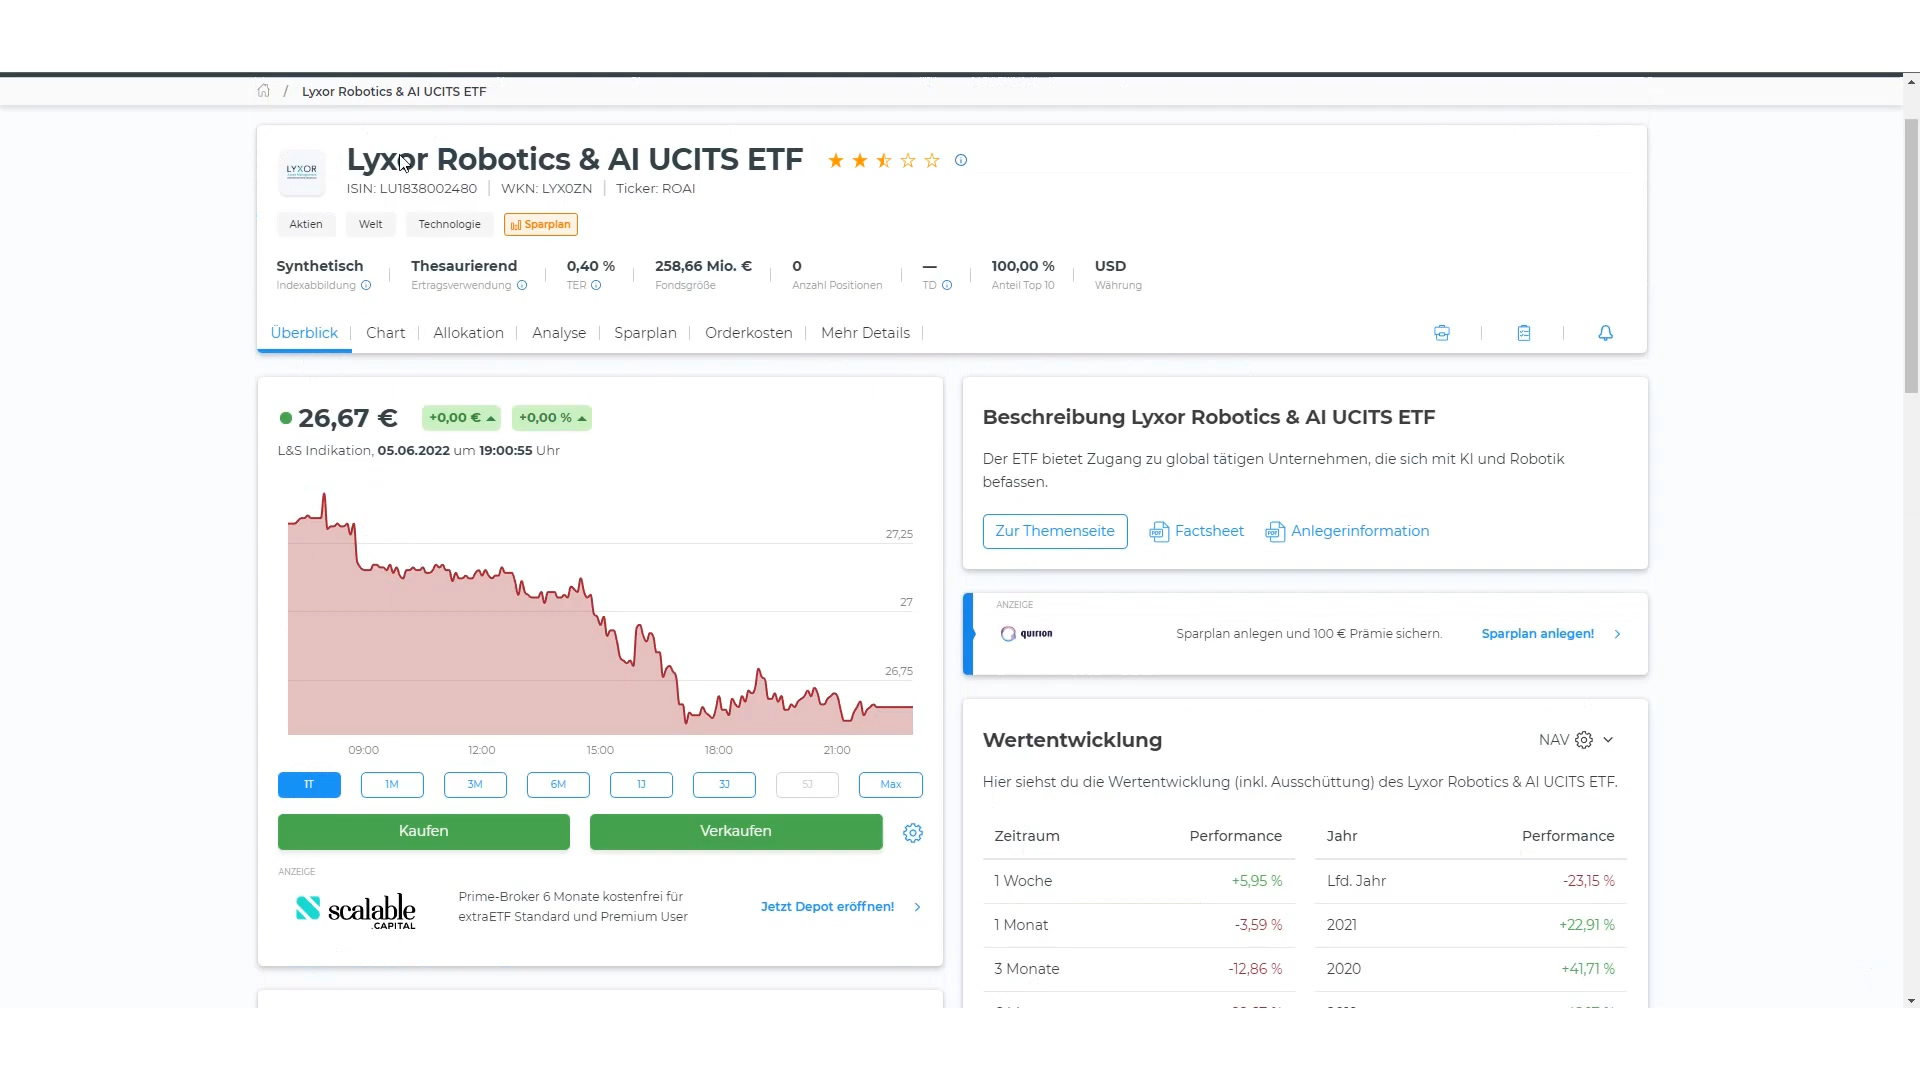 Lyxor Robotics & AI UCITS ETF
LYXOR
Lyxor Robotics & AI UCITS ETF
ISIN: LU1838002480
WKN: LYX0ZN
Ticker: ROAI
Aktien
Welt
Technologie
Sparplan
Synthetisch
Indexabbildung
Thesaurierend
Ertragsverwendung
0,40 %
TER
258,66 Mio. €
Fondsgröße
0
Anzahl Positionen
—
TD
100,00 %
Anteil Top 10
USD
Währung
Überblick
Chart
Allokation
Analyse
Sparplan
Orderkosten
Mehr Details
26,67 €
+0,00 €
+0,00 %
L&S Indikation, 05.06.2022 um 19:00:55 Uhr
27,25
27
26,75
09:00
12:00
15:00
18:00
21:00
1T
1M
3M
6M
1J
3J
5J
Max
Kaufen
Verkaufen
ANZEIGE
scalable
.CAPITAL
Prime-Broker 6 Monate kostenfrei für
extraETF Standard und Premium User
Jetzt Depot eröffnen!
Beschreibung Lyxor Robotics & AI UCITS ETF
Der ETF bietet Zugang zu global tätigen Unternehmen, die sich mit KI und Robotik
befassen.
Zur Themenseite
PDF
Factsheet
PDF
Anlegerinformation
ANZEIGE
quirion
Sparplan anlegen und 100 € Prämie sichern.
Sparplan anlegen!
Wertentwicklung
NAV
Hier siehst du die Wertentwicklung (inkl. Ausschüttung) des Lyxor Robotics & AI UCITS ETF.
Zeitraum Performance
Jahr Performance
1 Woche +5,95 %
Lfd. Jahr -23,15 %
1 Monat -3,59 %
2021 +22,91 %
3 Monate -12,86 %
2020 +41,71 %